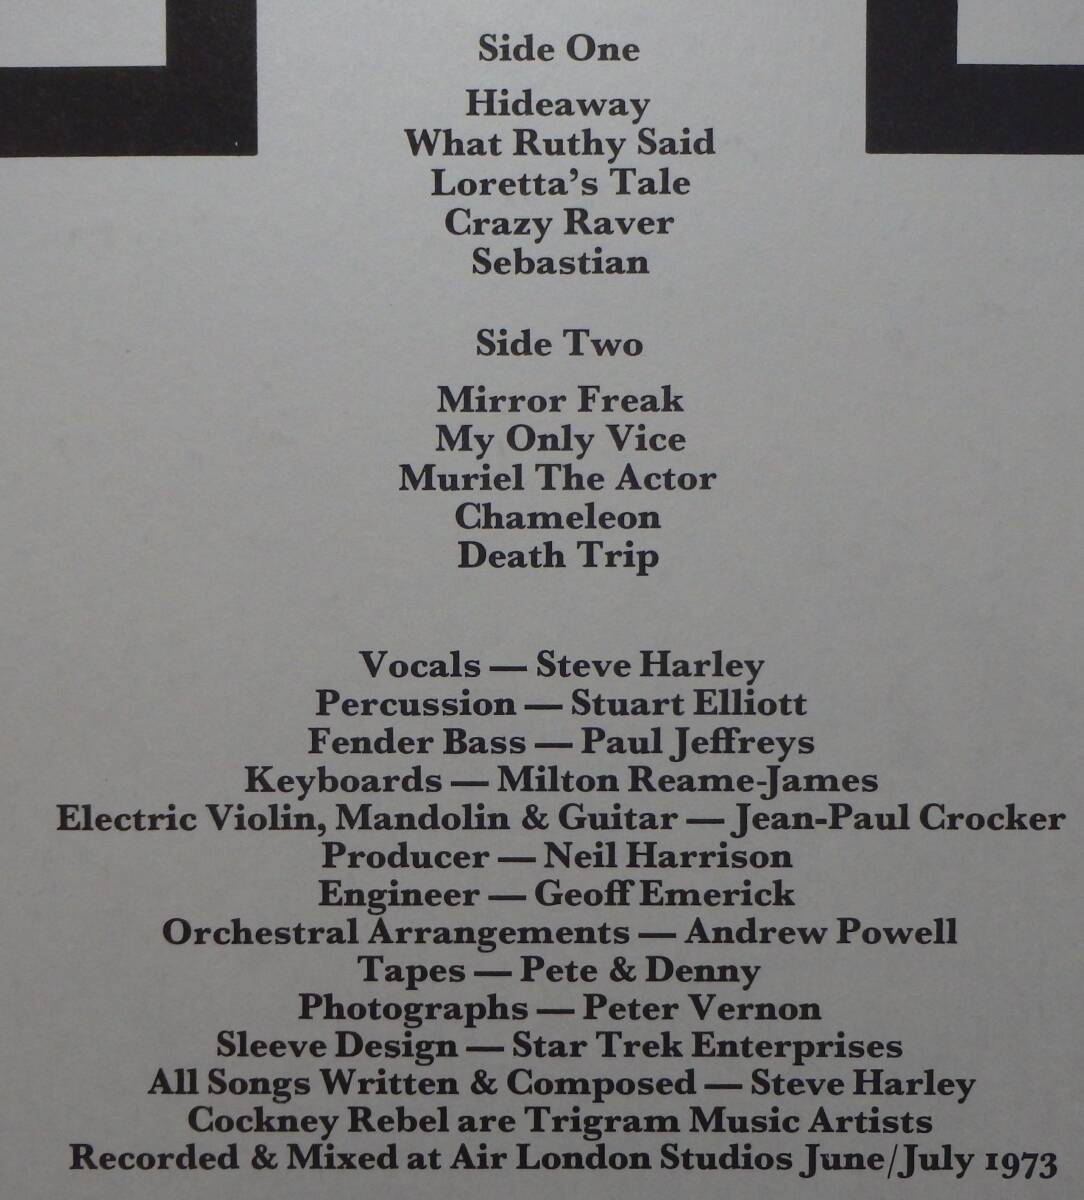 Side One
Hideaway
What Ruthy Said
Loretta’s Tale
Crazy Raver
Sebastian
Side Two
Mirror Freak
My Only Vice
Muriel The Actor
Chameleon
Death Trip
Vocals — Steve Harley
Percussion — Stuart Elliott
Fender Bass — Paul Jeffreys
Keyboards — Milton Reame-James
Electric Violin, Mandolin & Guitar — Jean-Paul Crocker
Producer — Neil Harrison
Engineer — Geoff Emerick
Orchestral Arrangements — Andrew Powell
Tapes — Pete & Denny
Photographs — Peter Vernon
Sleeve Design — Star Trek Enterprises
All Songs Written & Composed — Steve Harley
Cockney Rebel are Trigram Music Artists
Recorded & Mixed at Air London Studios June/July 1973